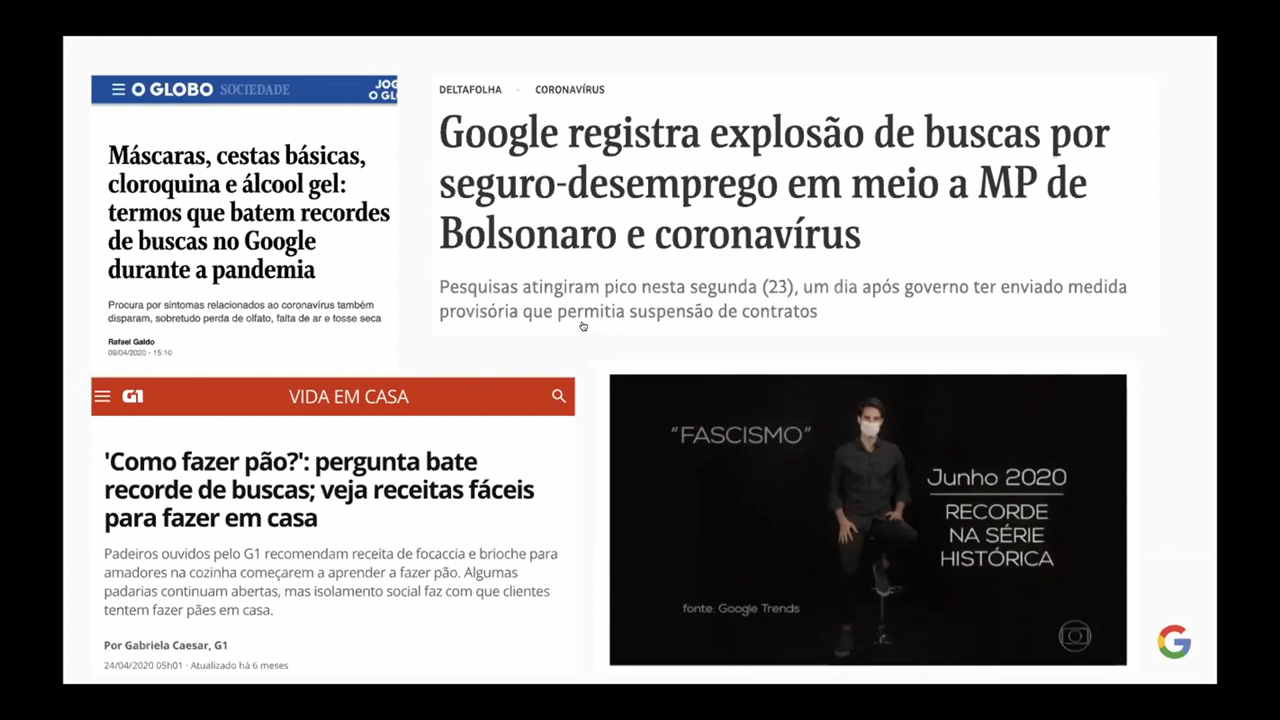 O GLOBO SOCIEDADE
JOG
O GL
Máscaras, cestas básicas,
cloroquina e álcool gel:
termos que batem recordes
de buscas no Google
durante a pandemia
Procura por sintomas relacionados ao coronavírus também
disparam, sobretudo perda de olfato, falta de ar e tosse seca
Rafael Galdo
09/04/2020 - 15:10
DELTAFOLHA · CORONAVÍRUS
Google registra explosão de buscas por
seguro-desemprego em meio a MP de
Bolsonaro e coronavírus
Pesquisas atingiram pico nesta segunda (23), um dia após governo ter enviado medida
provisória que permitia suspensão de contratos
G1 VIDA EM CASA
'Como fazer pão?': pergunta bate
recorde de buscas; veja receitas fáceis
para fazer em casa
Padeiros ouvidos pelo G1 recomendam receita de focaccia e brioche para
amadores na cozinha começarem a aprender a fazer pão. Algumas
padarias continuam abertas, mas isolamento social faz com que clientes
tentem fazer pães em casa.
Por Gabriela Caesar, G1
24/04/2020 05h01 · Atualizado há 6 meses
“FASCISMO”
Junho 2020
RECORDE
NA SÉRIE
HISTÓRICA
fonte: Google Trends
G